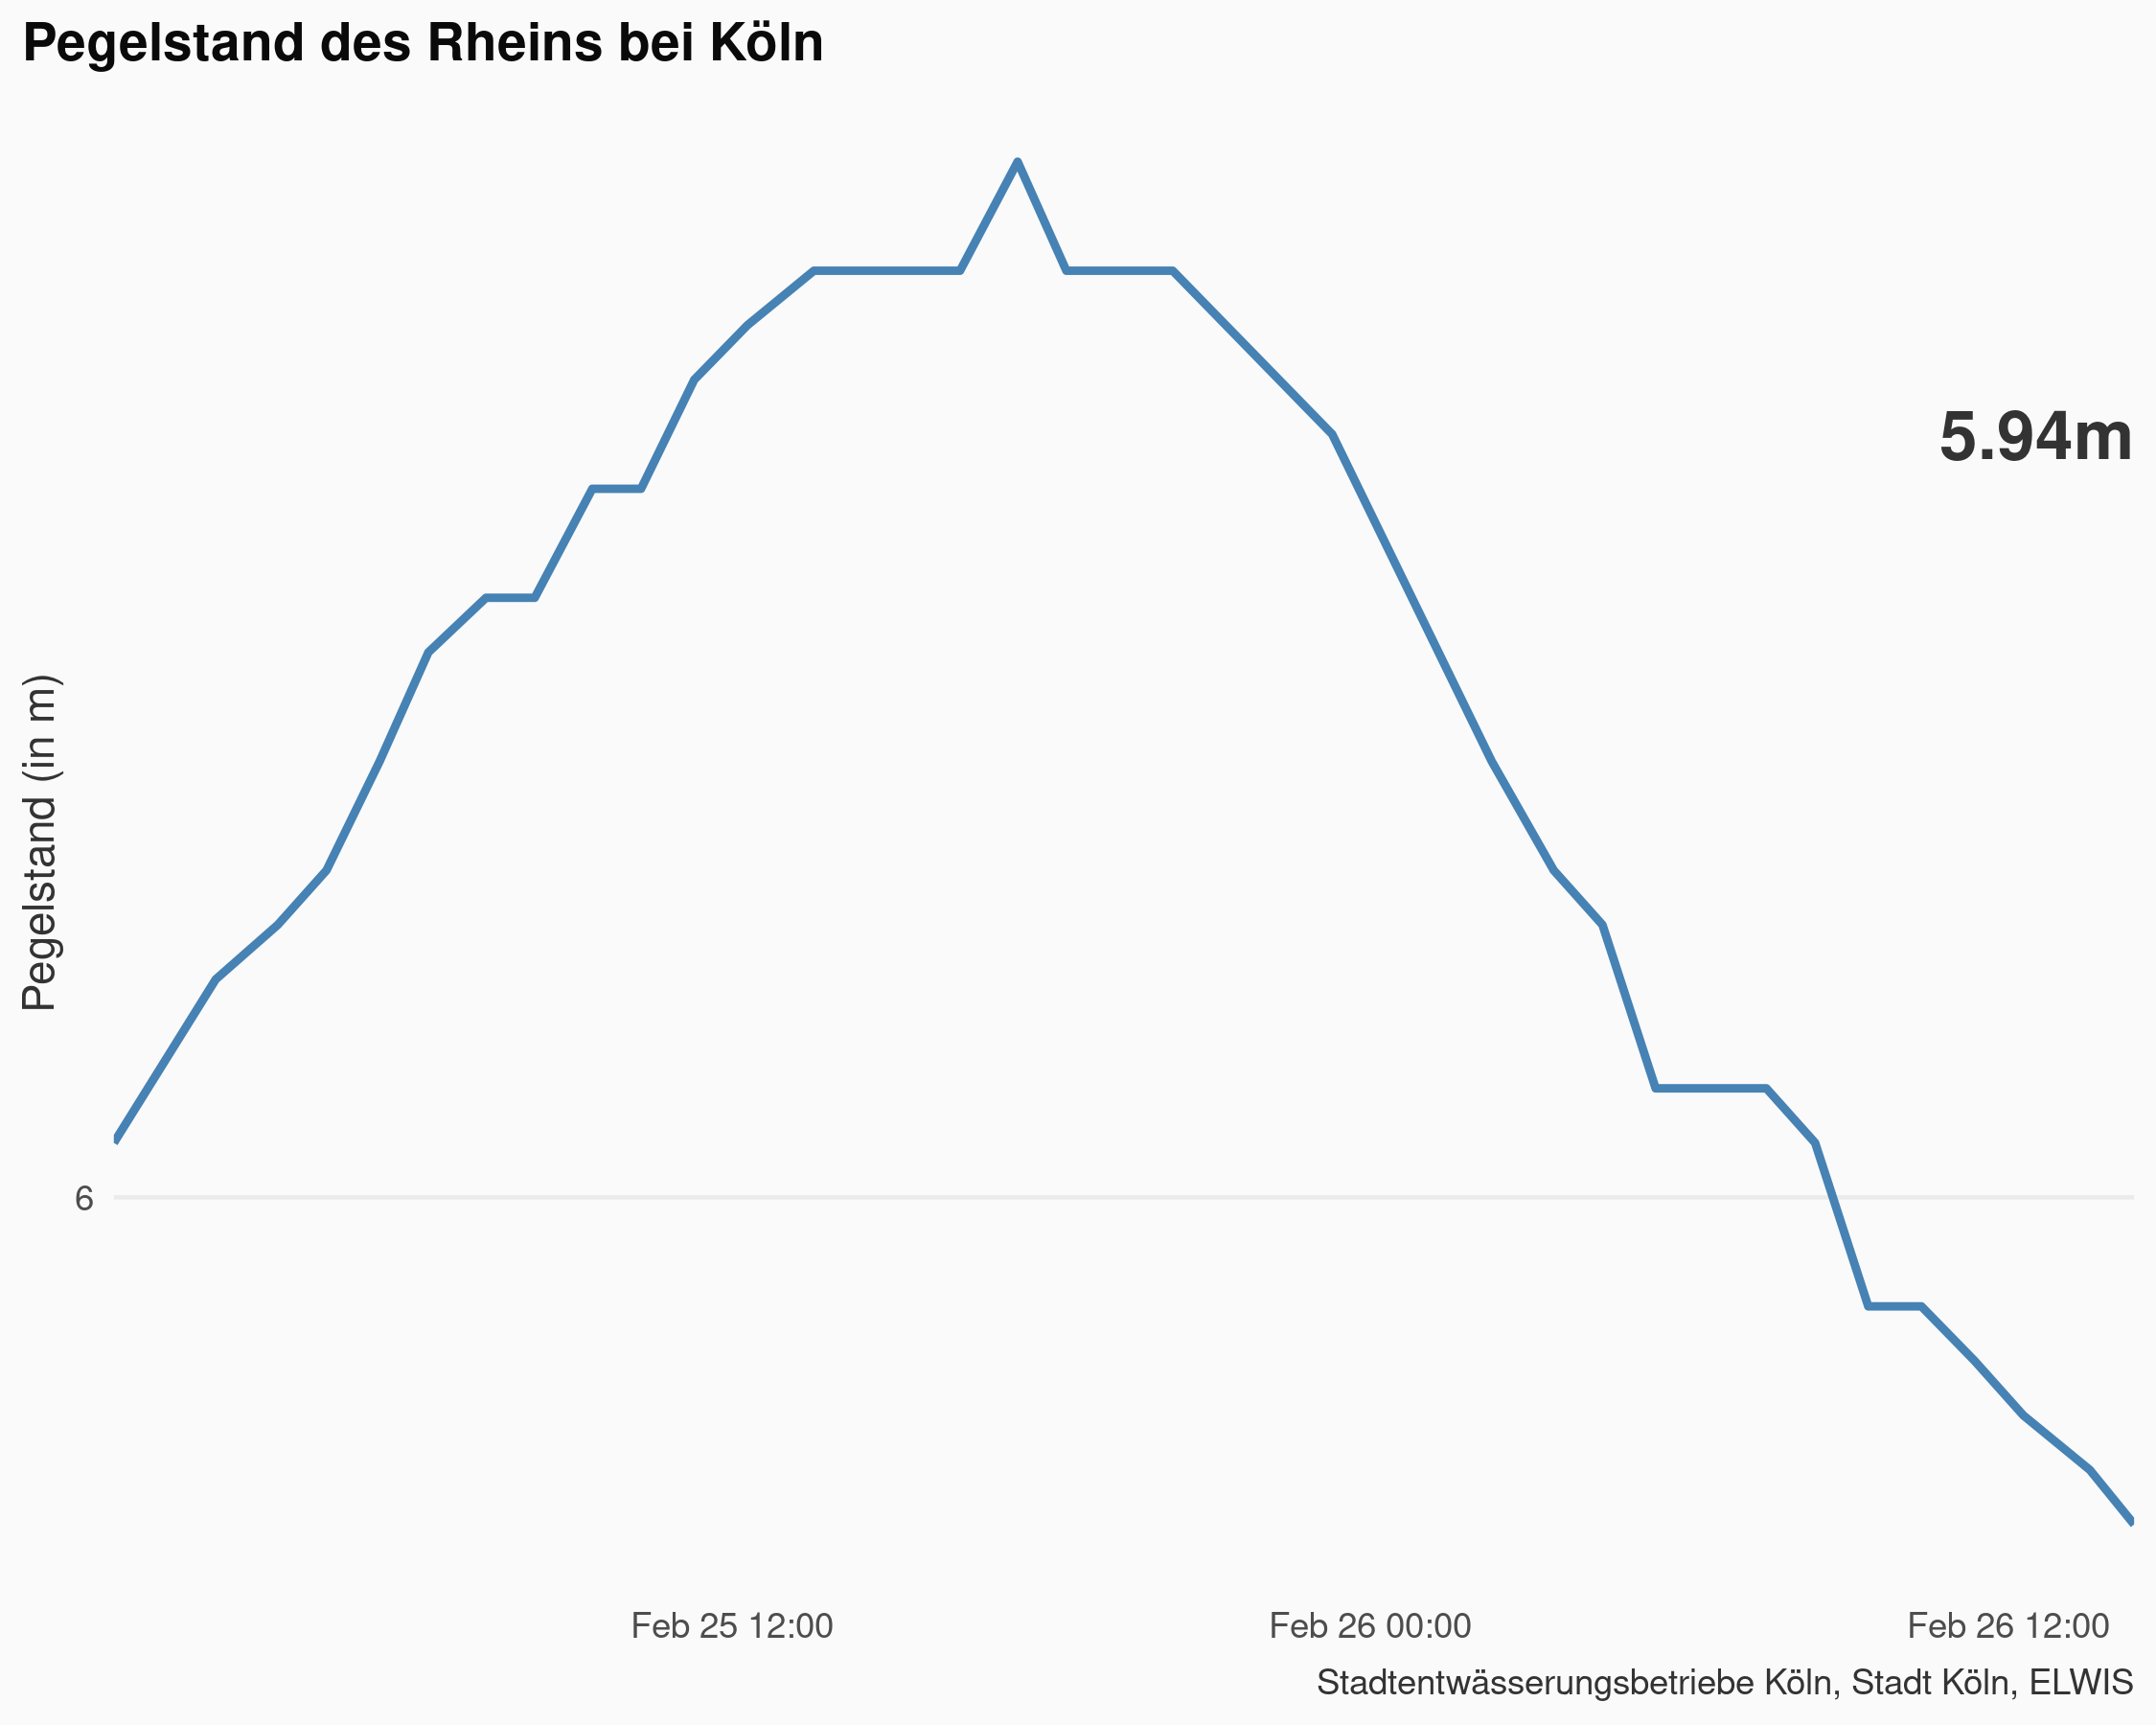 Pegelstand des Rheins bei Köln
5.94m
Pegelstand (in m)
6
Feb 25 12:00
Feb 26 00:00
Feb 26 12:00
Stadtentwässerungsbetriebe Köln, Stadt Köln, ELWIS